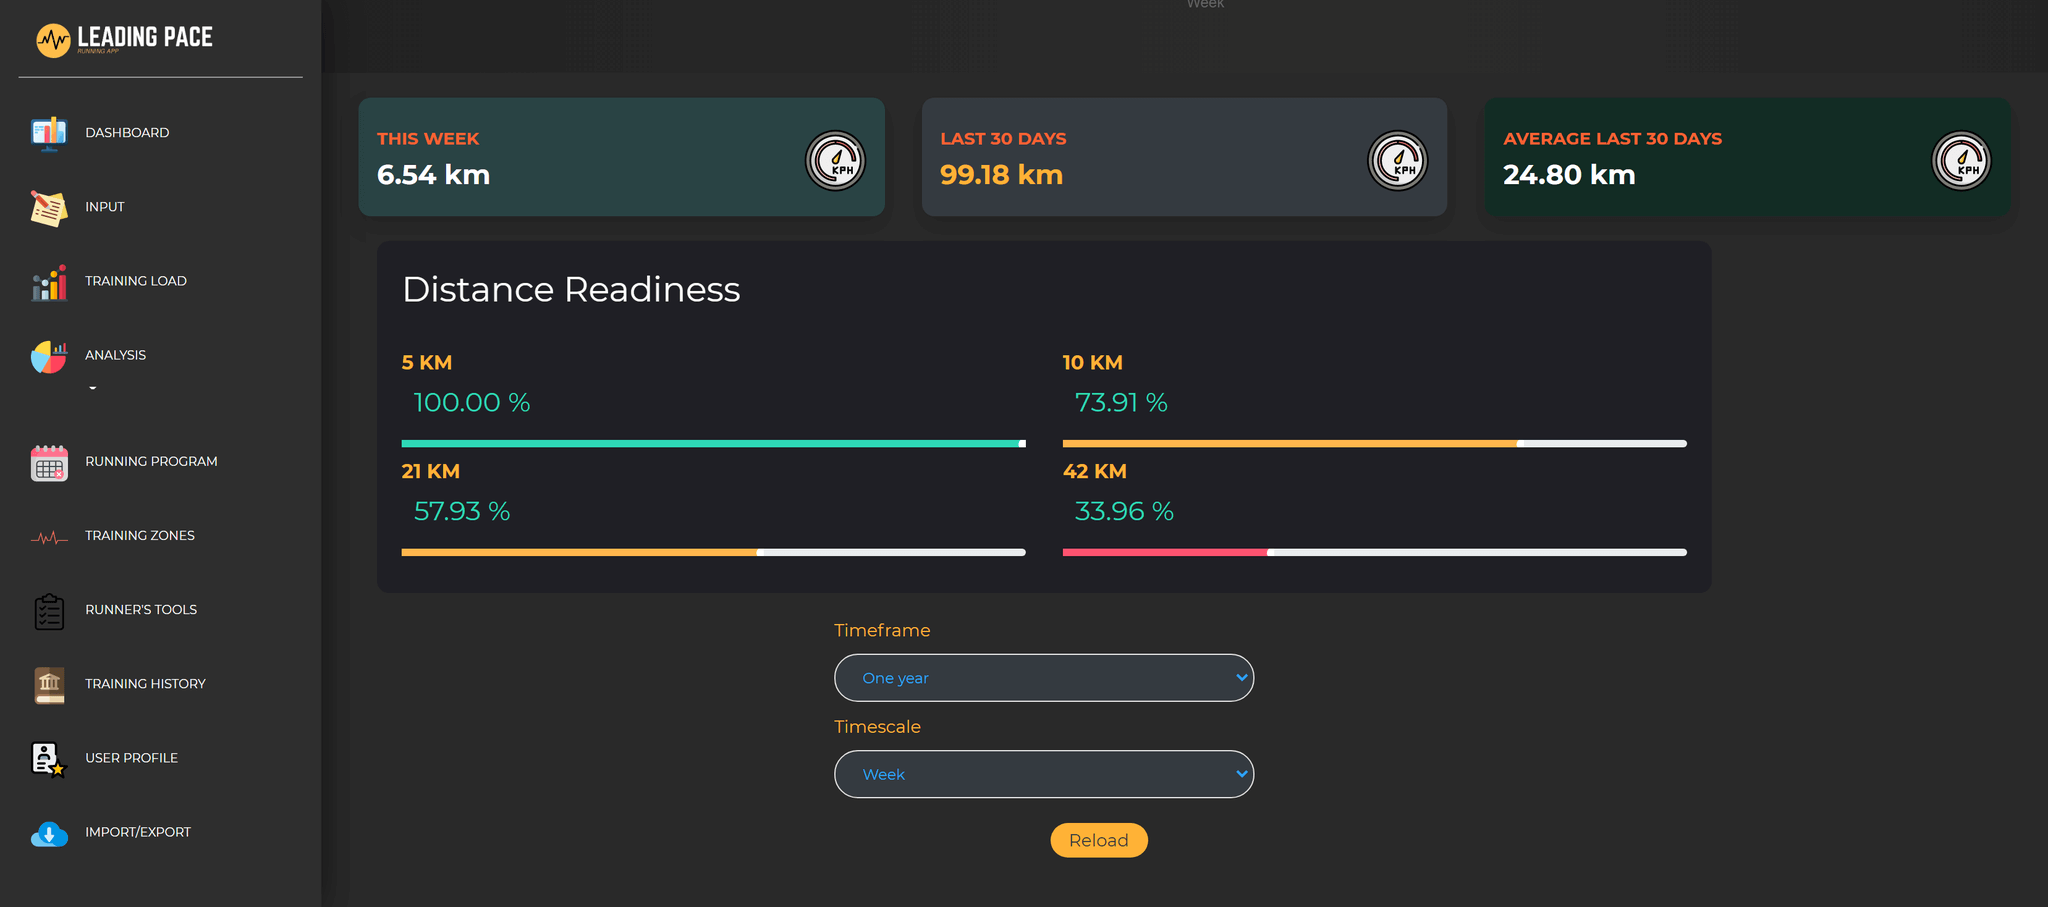 LEADING PACE
RUNNING APP
DASHBOARD
INPUT
TRAINING LOAD
ANALYSIS
RUNNING PROGRAM
TRAINING ZONES
RUNNER'S TOOLS
TRAINING HISTORY
USER PROFILE
IMPORT/EXPORT
Week
THIS WEEK
6.54 km
KPH
LAST 30 DAYS
99.18 km
KPH
AVERAGE LAST 30 DAYS
24.80 km
KPH
Distance Readiness
5 KM
100.00 %
10 KM
73.91 %
21 KM
57.93 %
42 KM
33.96 %
Timeframe
One year
Timescale
Week
Reload